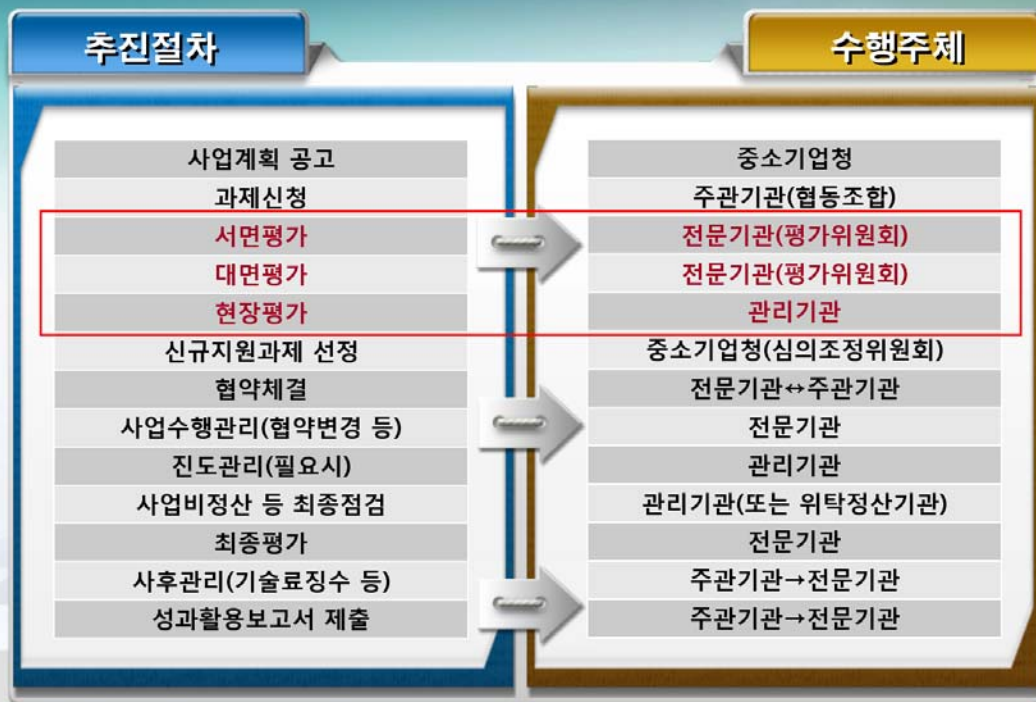 추진절차
수행주체
사업계획 공고
중소기업청
과제신청
주관기관(협동조합)
서면평가
전문기관(평가위원회)
대면평가
전문기관(평가위원회)
현장평가
관리기관
신규지원과제 선정
중소기업청(심의조정위원회)
협약체결
전문기관↔주관기관
사업수행관리(협약변경 등)
전문기관
진도관리(필요시)
관리기관
사업비정산 등 최종점검
관리기관(또는 위탁정산기관)
최종평가
전문기관
사후관리(기술료징수 등)
주관기관→전문기관
성과활용보고서 제출
주관기관→전문기관